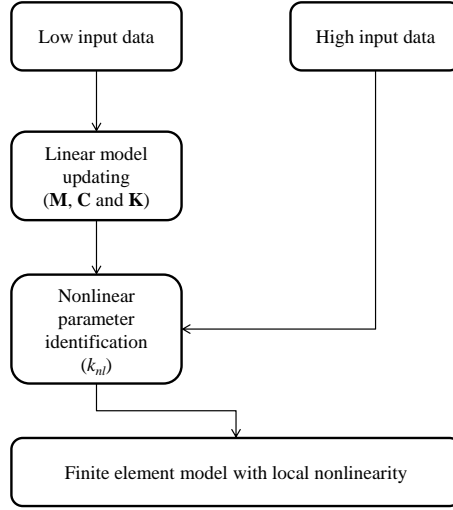 Low input data
High input data
Linear model
updating
(M, C and K)
Nonlinear
parameter
identification
(knl)
Finite element model with local nonlinearity